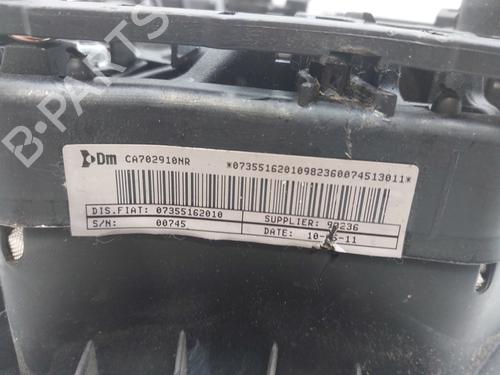 B-PARTS
Dm CA702910NR *07355162010982360074513011*
DIS.FIAT: 07355162010 SUPPLIER: 98236
S/N: 00745 DATE: